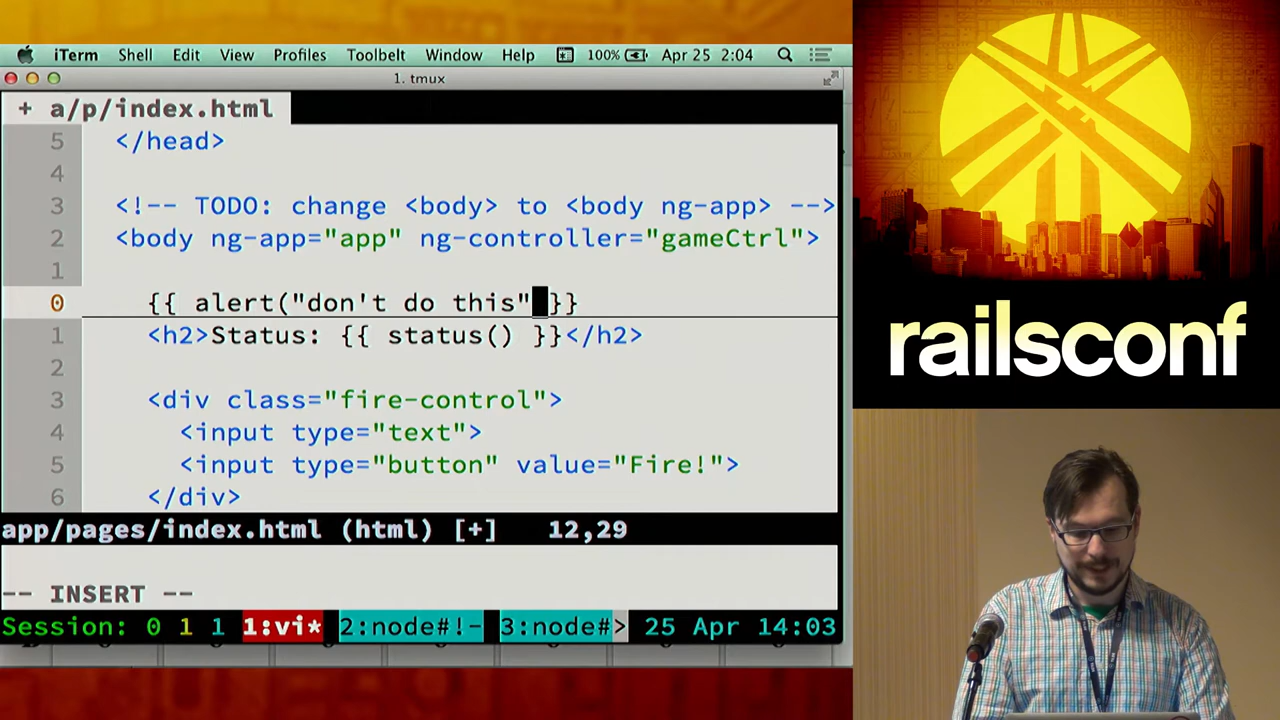 iTerm Shell Edit View Profiles Toolbelt Window Help 100% Apr 25 2:04
1. tmux
+ a/p/index.html
5 </head>
4
3 <!-- TODO: change <body> to <body ng-app> -->
2 <body ng-app="app" ng-controller="gameCtrl">
1
0 {{ alert("don't do this" }}
1 <h2>Status: {{ status() }}</h2>
2
3 <div class="fire-control">
4 <input type="text">
5 <input type="button" value="Fire!">
6 </div>
app/pages/index.html (html) [+] 12,29
-- INSERT --
Session: 0 1 1 1:vi* 2:node#!- 3:node#> 25 Apr 14:03
railsconf